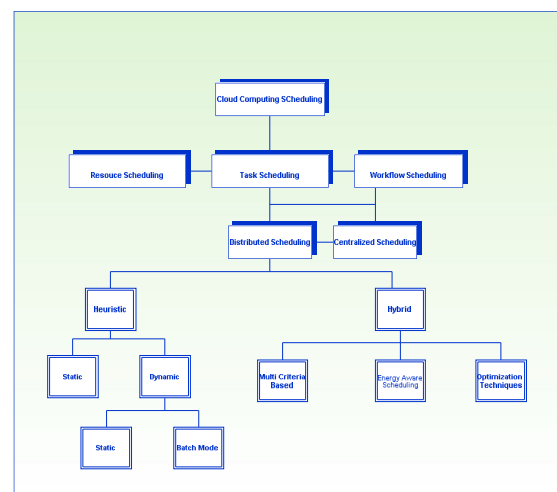 Cloud Computing SCheduling
Resouce Scheduling
Task Scheduling
Workflow Scheduling
Distributed Scheduling
Centralized Scheduling
Heuristic
Hybrid
Static
Dynamic
Multi Criteria
Based
Energy Aware
Scheduling
Optimization
Techniques
Static
Batch Mode